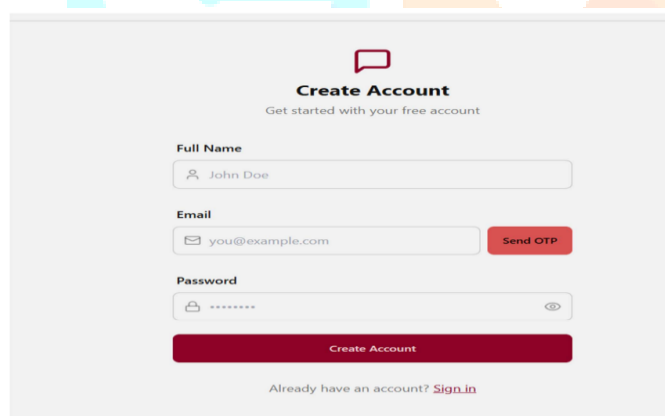 Create Account
Get started with your free account
Full Name
John Doe
Email
you@example.com
Send OTP
Password
••••••••
Create Account
Already have an account? Sign in